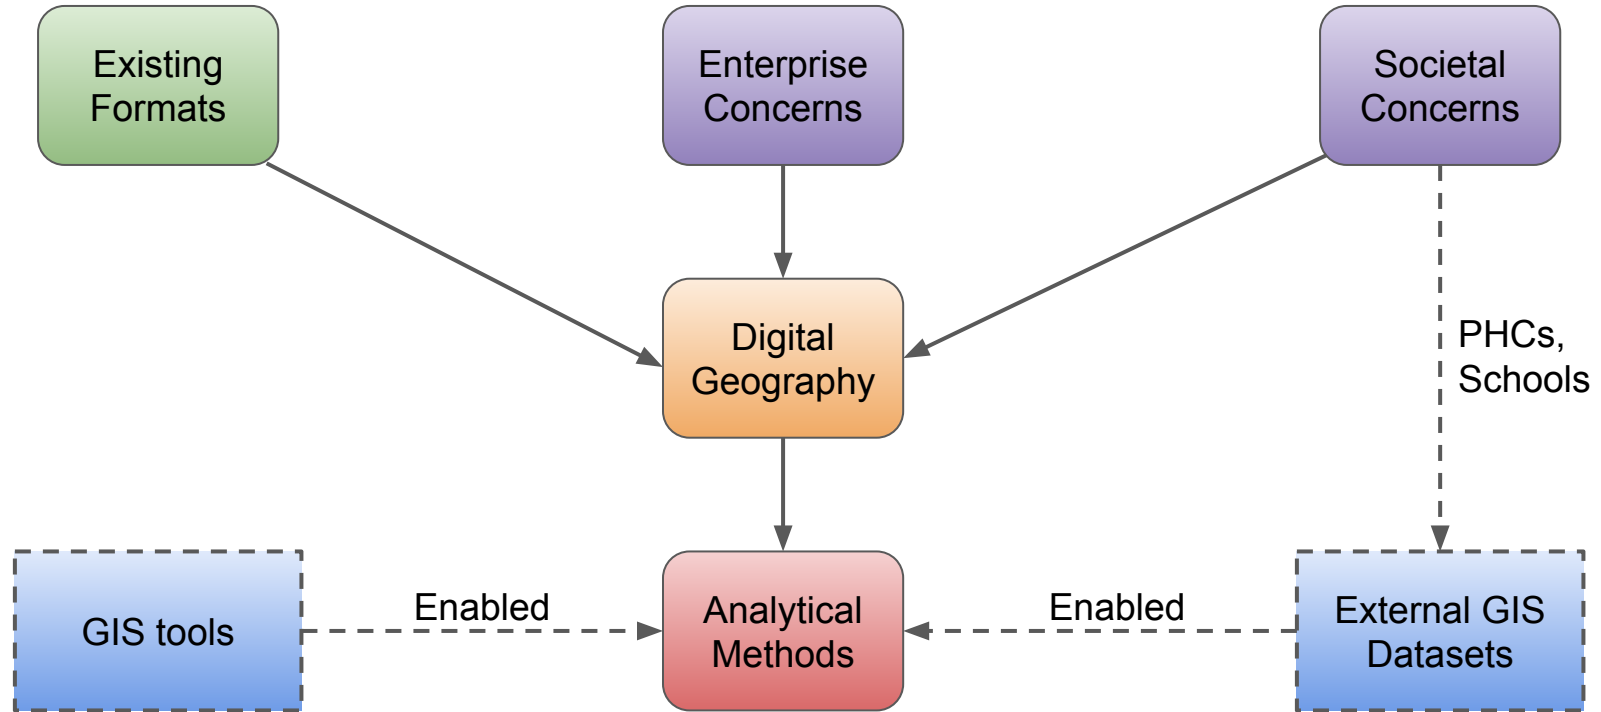 Existing
Formats
Enterprise
Concerns
Societal
Concerns
Digital
Geography
PHCs,
Schools
GIS tools
Enabled
Analytical
Methods
Enabled
External GIS
Datasets